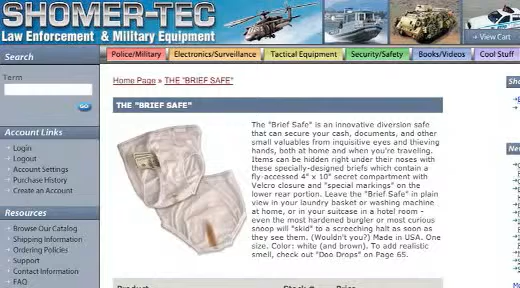 SHOMER-TEC
Law Enforcement & Military Equipment
View Cart
Search
Police/Military
Electronics/Surveillance
Tactical Equipment
Security/Safety
Books/Videos
Cool Stuff
Term
GO
Home Page » THE "BRIEF SAFE"
THE "BRIEF SAFE"
The "Brief Safe" is an innovative diversion safe
that can secure your cash, documents, and other
small valuables from inquisitive eyes and thieving
hands, both at home and when you're traveling.
Items can be hidden right under their noses with
these specially-designed briefs which contain a
fly-accessed 4" x 10" secret compartment with
Velcro closure and "special markings" on the
lower rear portion. Leave the "Brief Safe" in plain
view in your laundry basket or washing machine
at home, or in your suitcase in a hotel room -
even the most hardened burglar or most curious
snoop will "skid" to a screeching halt as soon as
they see them. (Wouldn't you?) Made in USA. One
size. Color: white (and brown). To add realistic
smell, check out "Doo Drops" on Page 65.
Account Links
Login
Logout
Account Settings
Purchase History
Create an Account
Resources
Browse Our Catalog
Shipping Information
Ordering Policies
Support
Contact Information
FAQ
Product
Stock #
Price